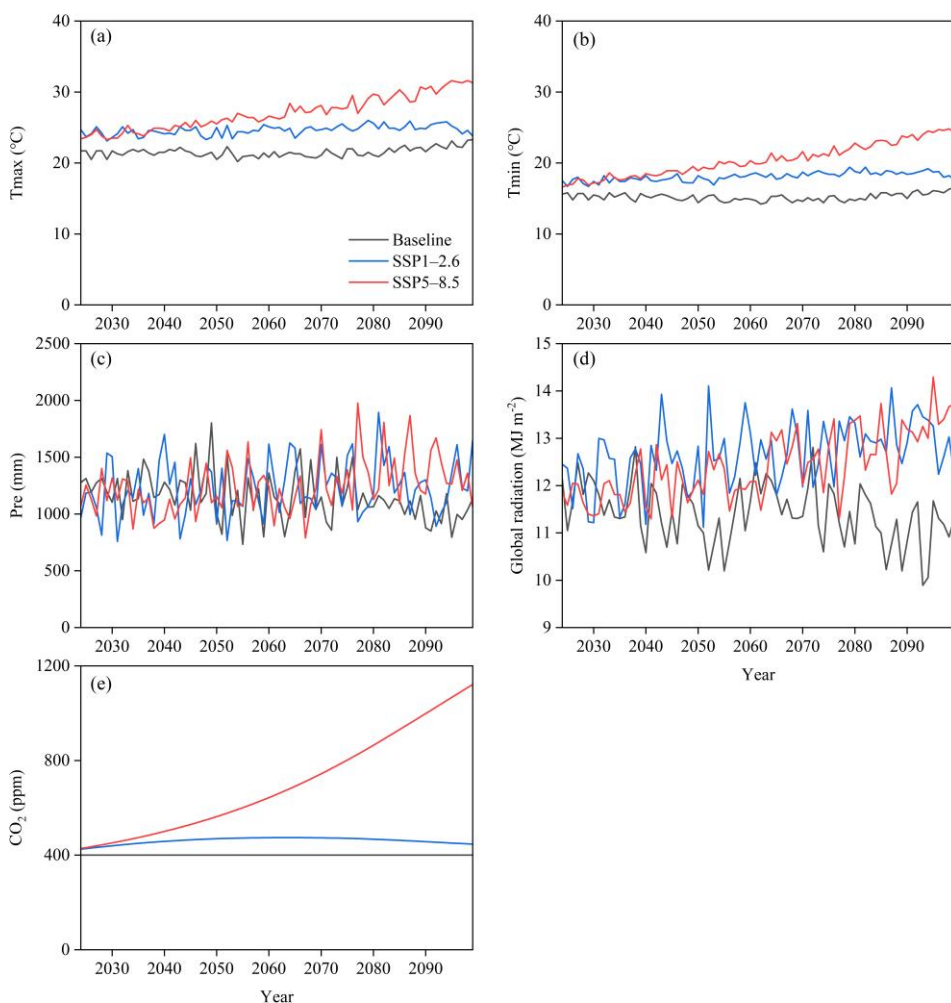 (a)
Tmax (°C)
40
30
20
10
0
Baseline
SSP1–2.6
SSP5–8.5
2030 2040 2050 2060 2070 2080 2090
(b)
Tmin (°C)
40
30
20
10
0
2030 2040 2050 2060 2070 2080 2090
(c)
Pre (mm)
2500
2000
1500
1000
500
0
2030 2040 2050 2060 2070 2080 2090
(d)
Global radiation (MJ m⁻²)
15
14
13
12
11
10
9
2030 2040 2050 2060 2070 2080 2090
Year
(e)
CO₂ (ppm)
1200
800
400
0
2030 2040 2050 2060 2070 2080 2090
Year